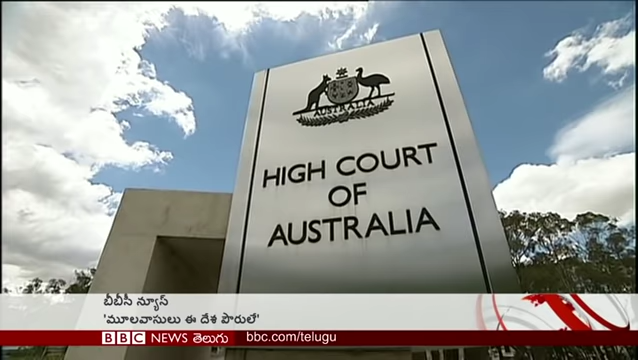 AUSTRALIA
HIGH COURT
OF
AUSTRALIA
బీబీసీ న్యూస్
'మూలవాసులు ఈ దేశ పౌరులే'
BBC NEWS తెలుగు bbc.com/telugu